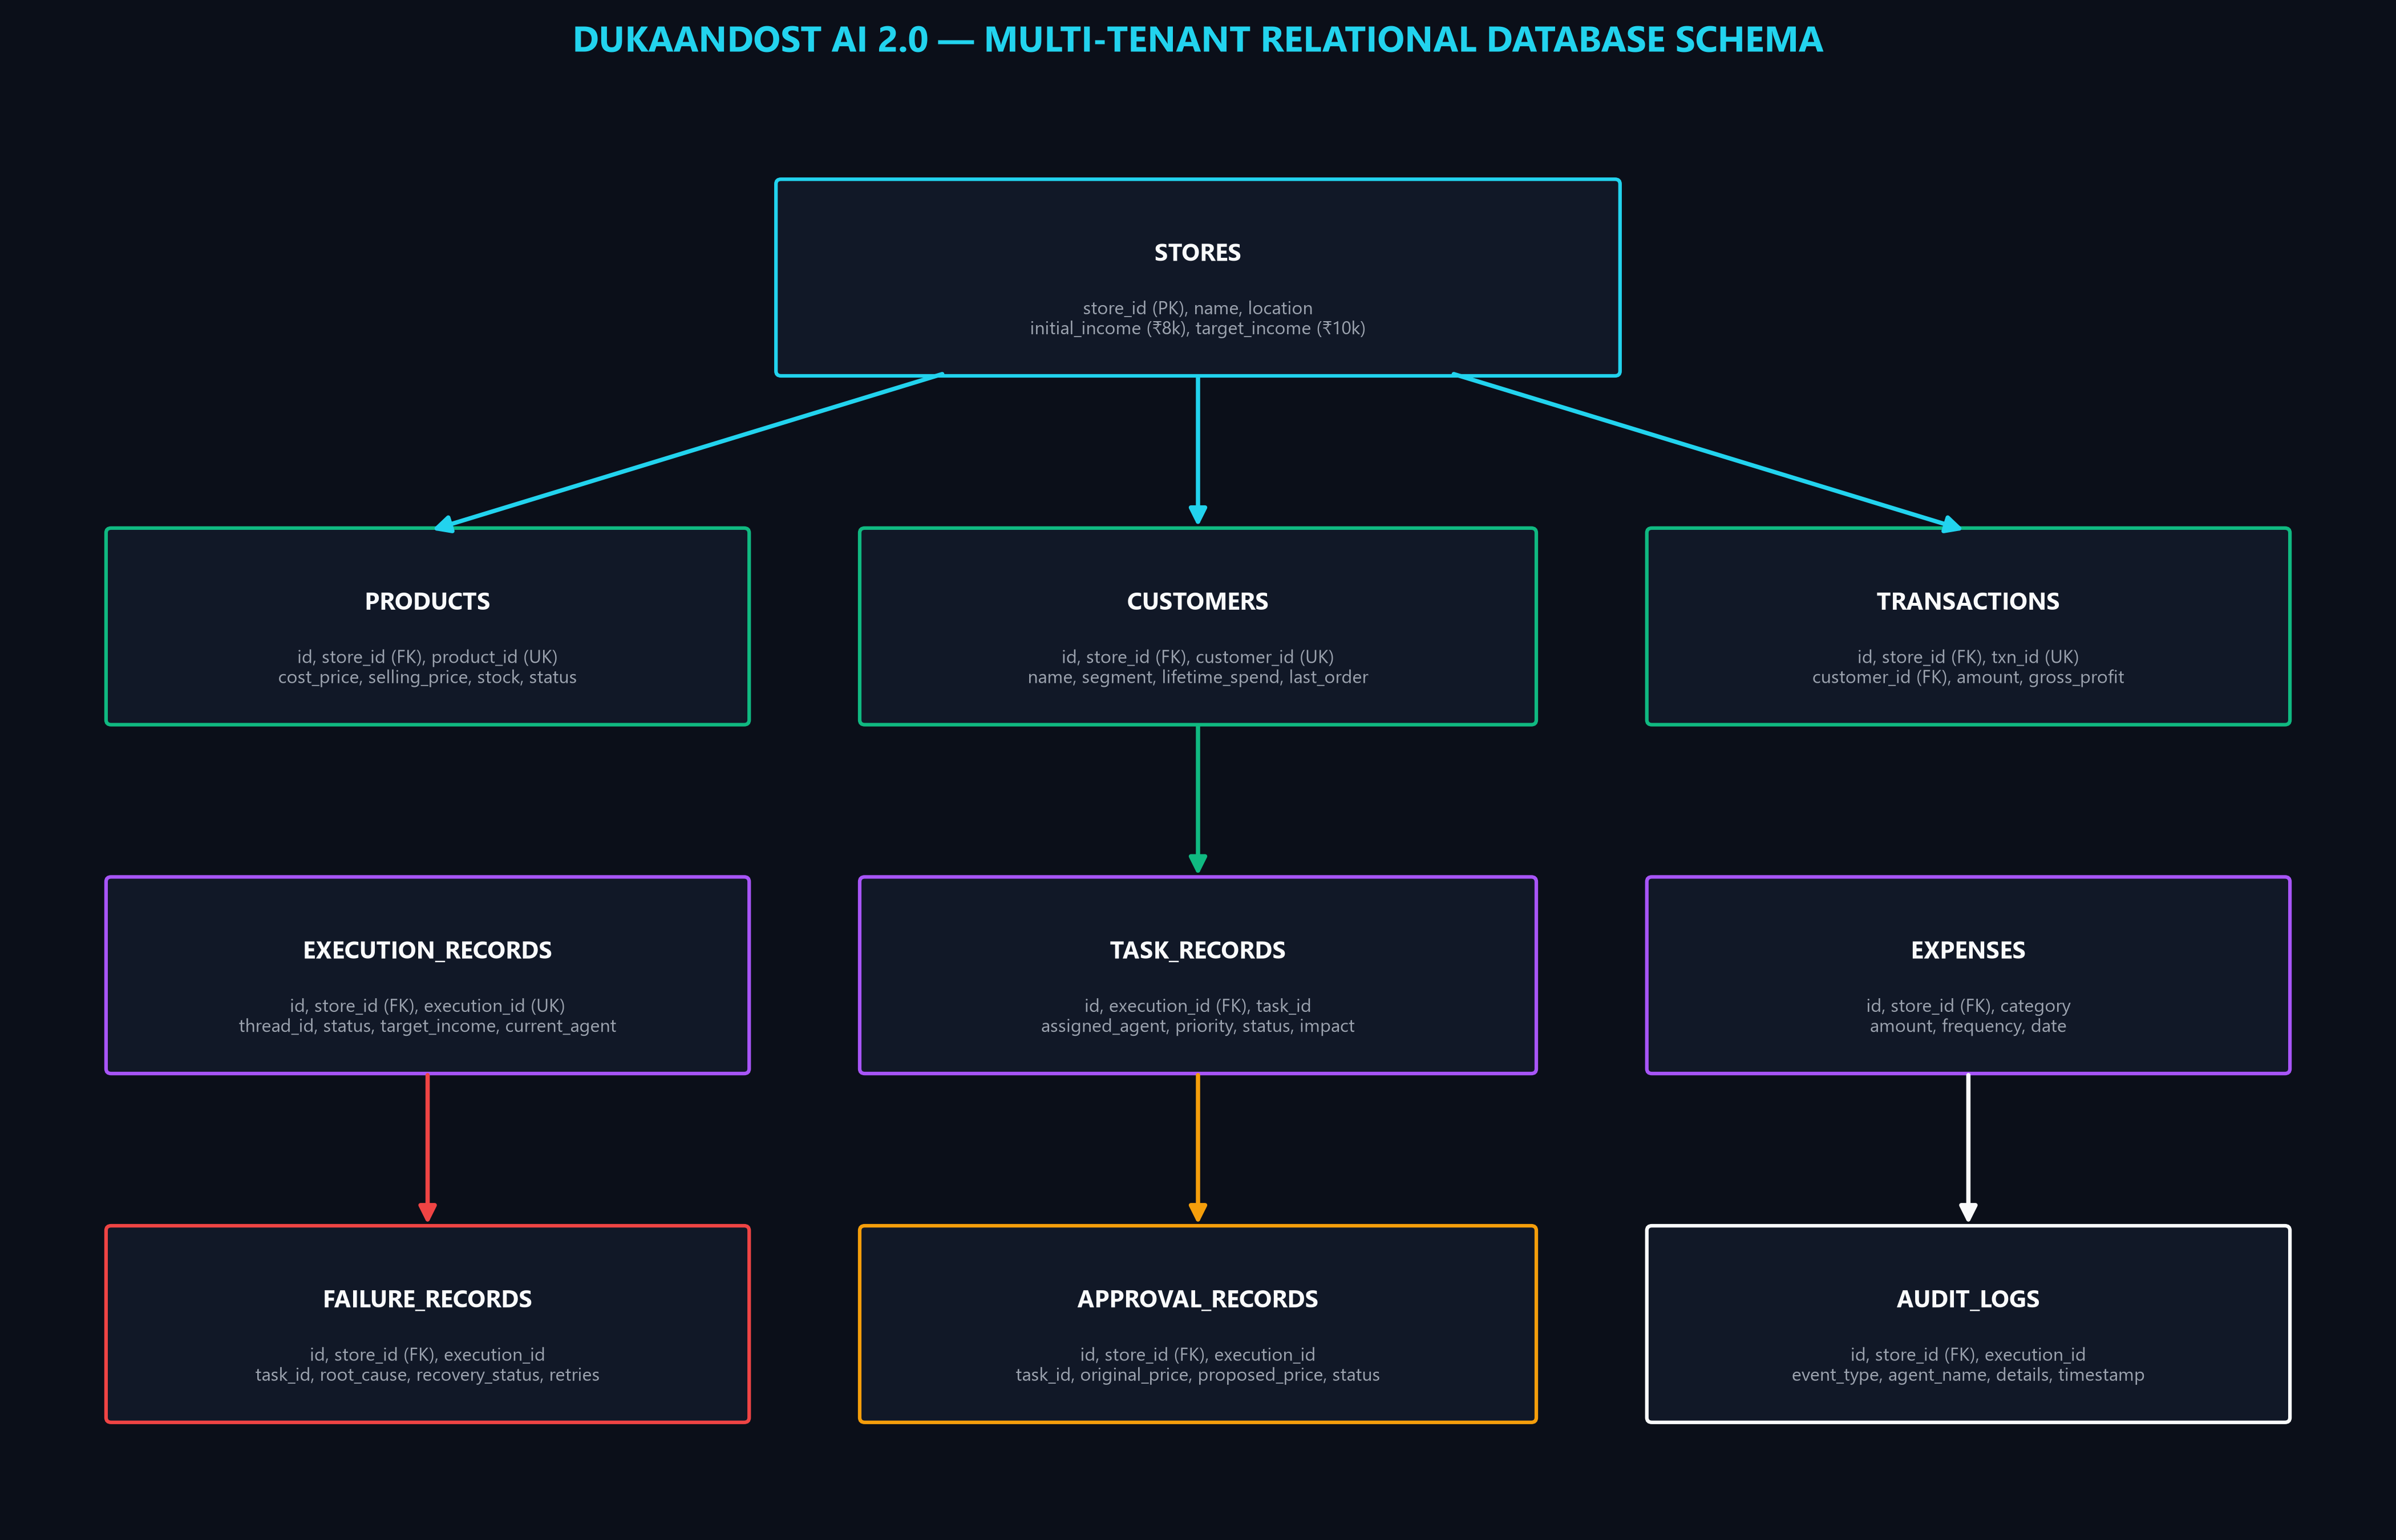 DUKAANDOST AI 2.0 — MULTI-TENANT RELATIONAL DATABASE SCHEMA
STORES
store_id (PK), name, location
initial_income (₹8k), target_income (₹10k)
PRODUCTS
id, store_id (FK), product_id (UK)
cost_price, selling_price, stock, status
CUSTOMERS
id, store_id (FK), customer_id (UK)
name, segment, lifetime_spend, last_order
TRANSACTIONS
id, store_id (FK), txn_id (UK)
customer_id (FK), amount, gross_profit
EXECUTION_RECORDS
id, store_id (FK), execution_id (UK)
thread_id, status, target_income, current_agent
TASK_RECORDS
id, execution_id (FK), task_id
assigned_agent, priority, status, impact
EXPENSES
id, store_id (FK), category
amount, frequency, date
FAILURE_RECORDS
id, store_id (FK), execution_id
task_id, root_cause, recovery_status, retries
APPROVAL_RECORDS
id, store_id (FK), execution_id
task_id, original_price, proposed_price, status
AUDIT_LOGS
id, store_id (FK), execution_id
event_type, agent_name, details, timestamp